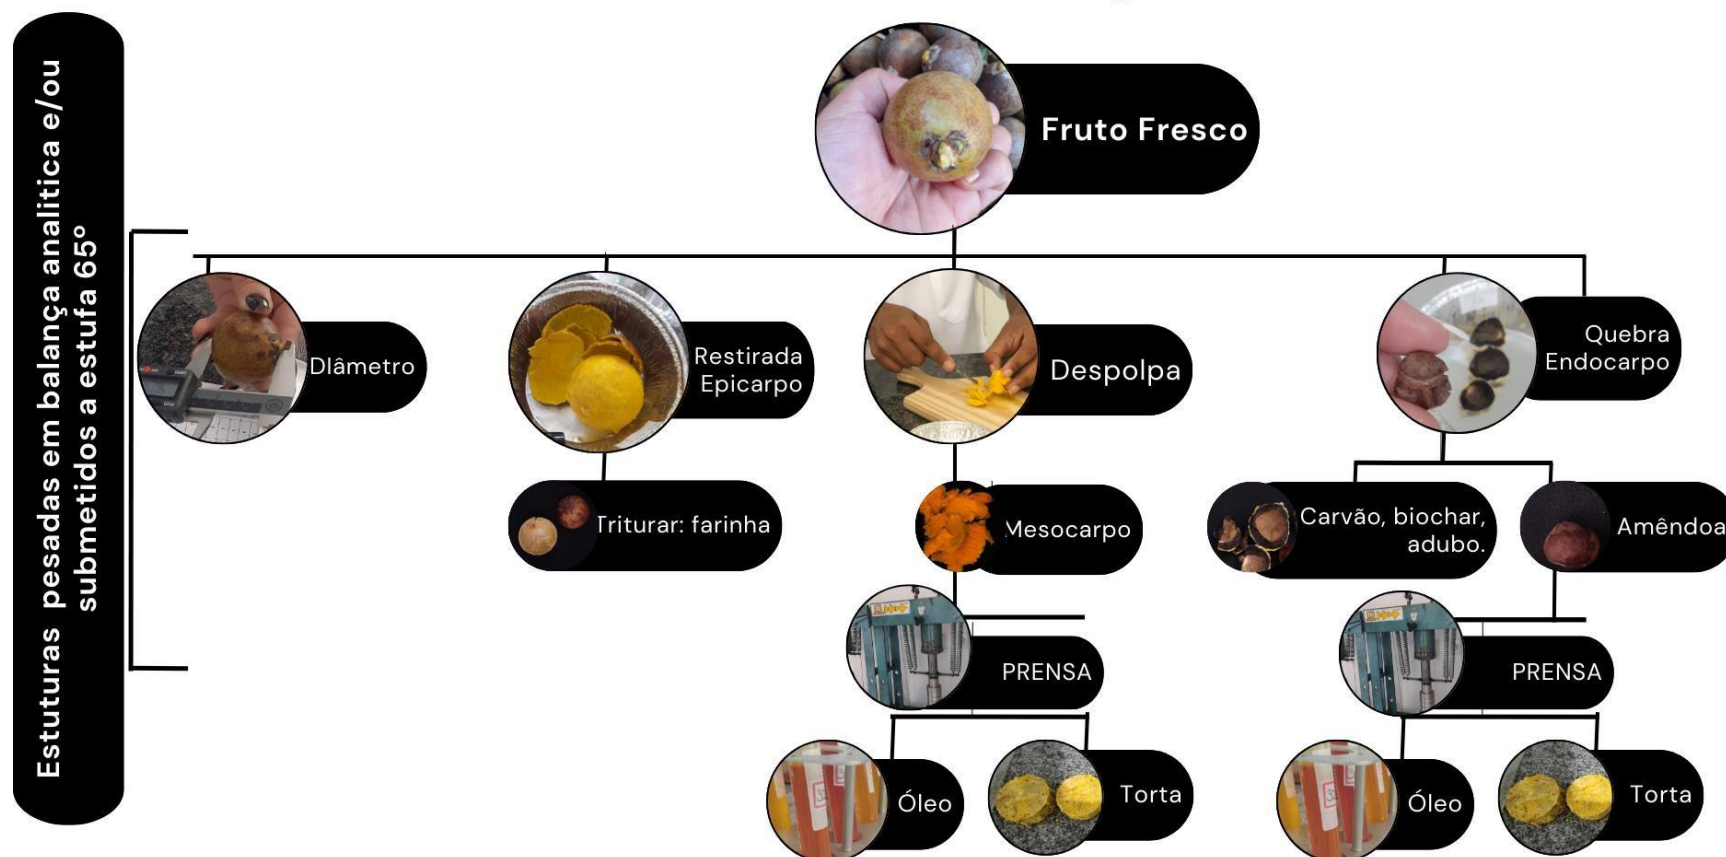 Estuturas pesadas em balança analitica e/ou
submetidos a estufa 65º
Fruto Fresco
DIâmetro
Restirada
Epicarpo
Despolpa
Quebra
Endocarpo
Triturar: farinha
Mesocarpo
Carvão, biochar,
adubo.
Amêndoa
PRENSA
PRENSA
Óleo
Torta
Óleo
Torta